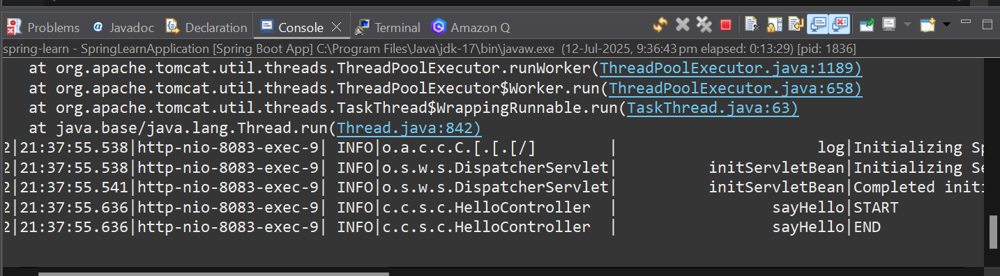 Problems Javadoc Declaration Console Terminal Amazon Q
spring-learn - SpringLearnApplication [Spring Boot App] C:\Program Files\Java\jdk-17\bin\javaw.exe (12-Jul-2025, 9:36:43 pm elapsed: 0:13:29) [pid: 1836]
at org.apache.tomcat.util.threads.ThreadPoolExecutor.runWorker(ThreadPoolExecutor.java:1189)
at org.apache.tomcat.util.threads.ThreadPoolExecutor$Worker.run(ThreadPoolExecutor.java:658)
at org.apache.tomcat.util.threads.TaskThread$WrappingRunnable.run(TaskThread.java:63)
at java.base/java.lang.Thread.run(Thread.java:842)
2|21:37:55.538|http-nio-8083-exec-9| INFO|o.a.c.c.C.[.[.[/] | log|Initializing Sp
2|21:37:55.538|http-nio-8083-exec-9| INFO|o.s.w.s.DispatcherServlet| initServletBean|Initializing Se
2|21:37:55.541|http-nio-8083-exec-9| INFO|o.s.w.s.DispatcherServlet| initServletBean|Completed initi
2|21:37:55.636|http-nio-8083-exec-9| INFO|c.c.s.c.HelloController | sayHello|START
2|21:37:55.636|http-nio-8083-exec-9| INFO|c.c.s.c.HelloController | sayHello|END